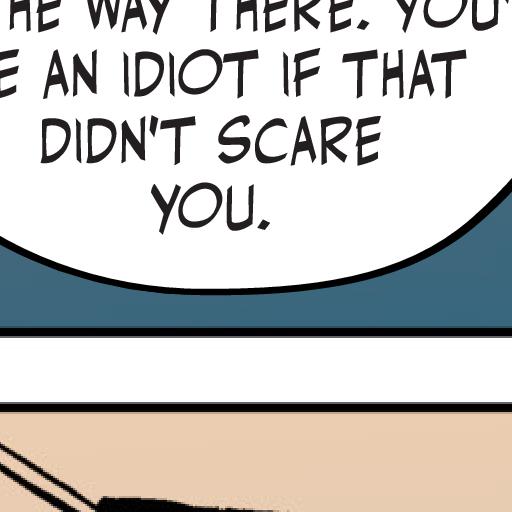 HE WAY THERE. YOU'
E AN IDIOT IF THAT
DIDN'T SCARE
YOU.